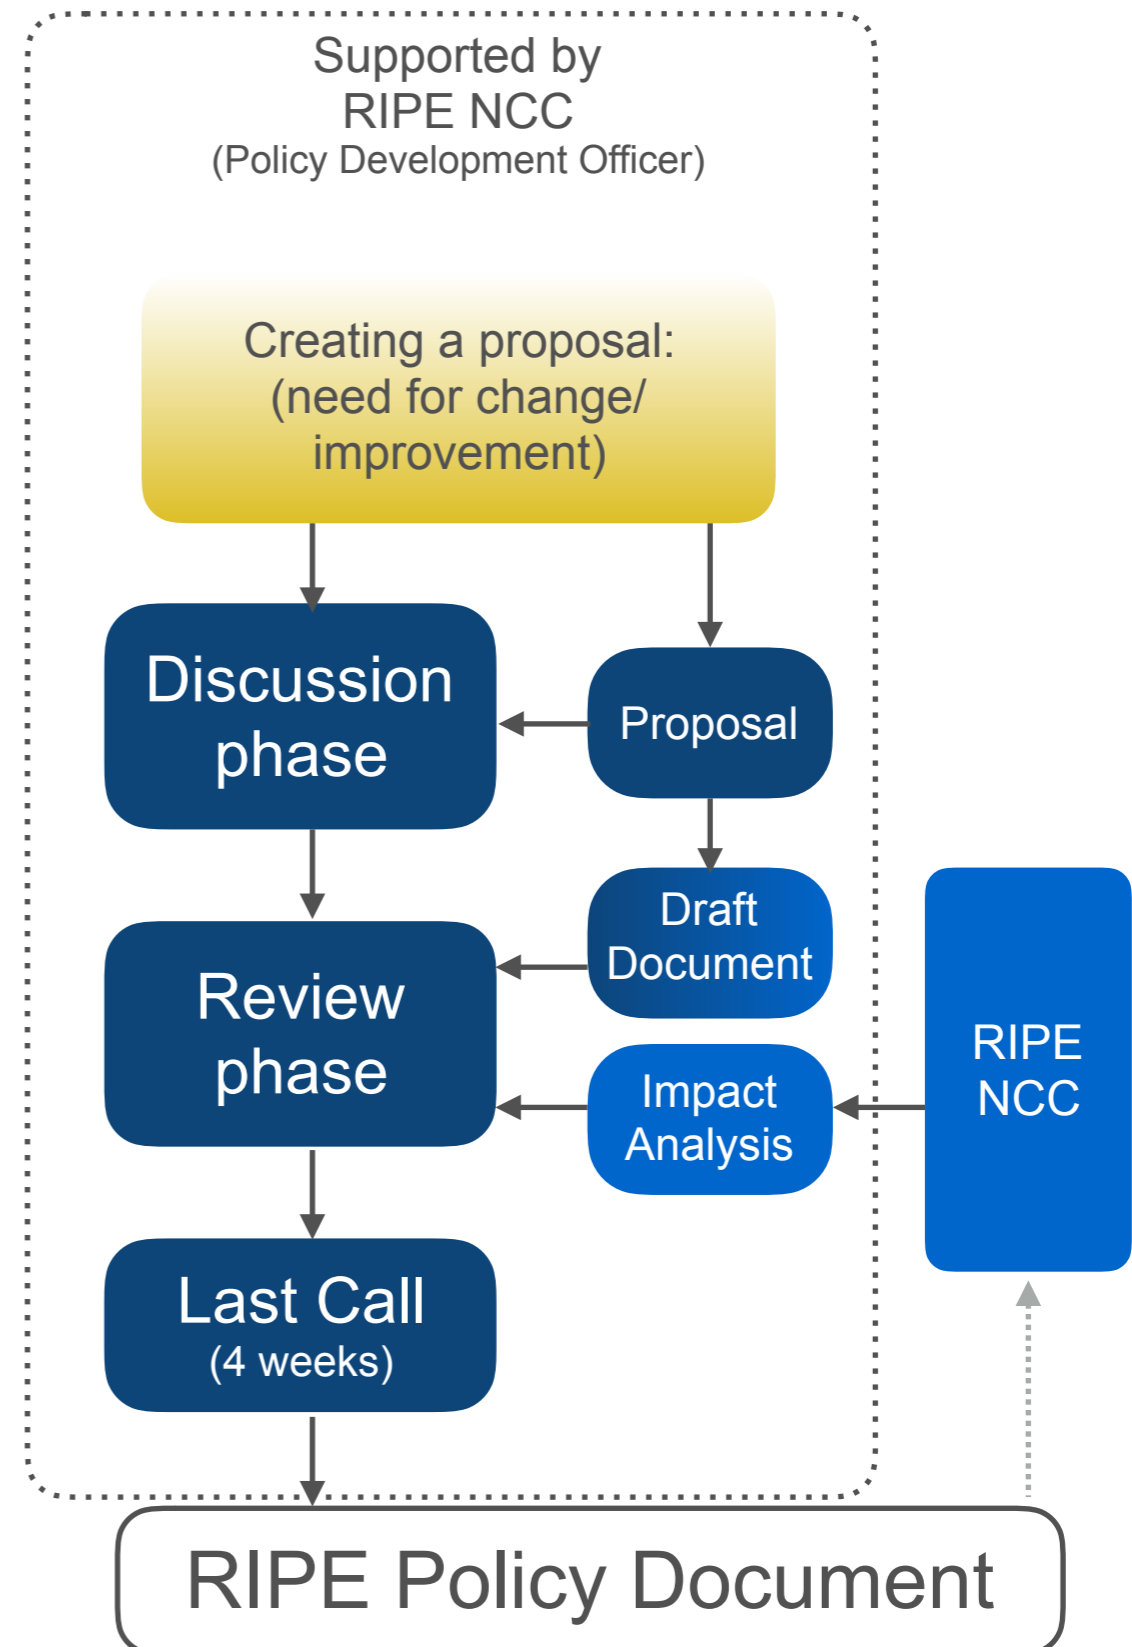 Supported by
RIPE NCC
(Policy Development Officer)
Creating a proposal:
(need for change/
improvement)
Discussion
phase
Proposal
Draft
Document
Review
phase
Impact
Analysis
RIPE
NCC
Last Call
(4 weeks)
RIPE Policy Document